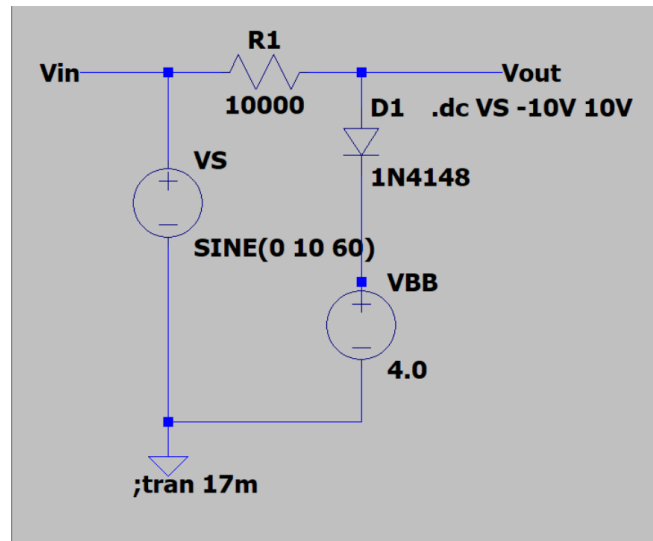 R1
Vin
Vout
10000
D1
.dc VS -10V 10V
VS
1N4148
SINE(0 10 60)
VBB
4.0
;tran 17m